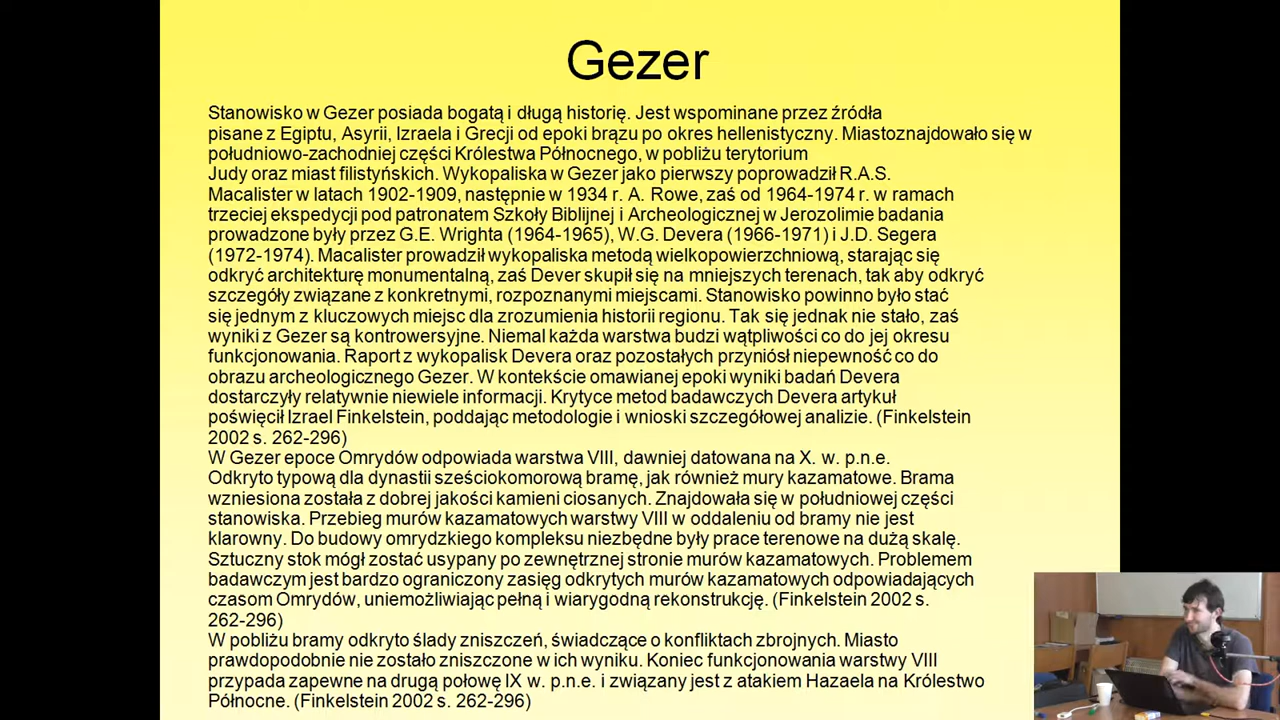 Gezer
Stanowisko w Gezer posiada bogatą i długą historię. Jest wspominane przez źródła
pisane z Egiptu, Asyrii, Izraela i Grecji od epoki brązu po okres hellenistyczny. Miastoznajdowało się w
południowo-zachodniej części Królestwa Północnego, w pobliżu terytorium
Judy oraz miast filistyńskich. Wykopaliska w Gezer jako pierwszy poprowadził R.A.S.
Macalister w latach 1902-1909, następnie w 1934 r. A. Rowe, zaś od 1964-1974 r. w ramach
trzeciej ekspedycji pod patronatem Szkoły Biblijnej i Archeologicznej w Jerozolimie badania
prowadzone były przez G.E. Wrighta (1964-1965), W.G. Devera (1966-1971) i J.D. Segera
(1972-1974). Macalister prowadził wykopaliska metodą wielkopowierzchniową, starając się
odkryć architekturę monumentalną, zaś Dever skupił się na mniejszych terenach, tak aby odkryć
szczegóły związane z konkretnymi, rozpoznanymi miejscami. Stanowisko powinno było stać
się jednym z kluczowych miejsc dla zrozumienia historii regionu. Tak się jednak nie stało, zaś
wyniki z Gezer są kontrowersyjne. Niemal każda warstwa budzi wątpliwości co do jej okresu
funkcjonowania. Raport z wykopalisk Devera oraz pozostałych przyniósł niepewność co do
obrazu archeologicznego Gezer. W kontekście omawianej epoki wyniki badań Devera
dostarczyły relatywnie niewiele informacji. Krytyce metod badawczych Devera artykuł
poświęcił Izrael Finkelstein, poddając metodologie i wnioski szczegółowej analizie. (Finkelstein
2002 s. 262-296)
W Gezer epoce Omrydów odpowiada warstwa VIII, dawniej datowana na X. w. p.n.e.
Odkryto typową dla dynastii sześciokomorową bramę, jak również mury kazamatowe. Brama
wzniesiona została z dobrej jakości kamieni ciosanych. Znajdowała się w południowej części
stanowiska. Przebieg murów kazamatowych warstwy VIII w oddaleniu od bramy nie jest
klarowny. Do budowy omrydzkiego kompleksu niezbędne były prace terenowe na dużą skalę.
Sztuczny stok mógł zostać usypany po zewnętrznej stronie murów kazamatowych. Problemem
badawczym jest bardzo ograniczony zasięg odkrytych murów kazamatowych odpowiadających
czasom Omrydów, uniemożliwiając pełną i wiarygodną rekonstrukcję. (Finkelstein 2002 s.
262-296)
W pobliżu bramy odkryto ślady zniszczeń, świadczące o konfliktach zbrojnych. Miasto
prawdopodobnie nie zostało zniszczone w ich wyniku. Koniec funkcjonowania warstwy VIII
przypada zapewne na drugą połowę IX w. p.n.e. i związany jest z atakiem Hazaela na Królestwo
Północne. (Finkelstein 2002 s. 262-296)